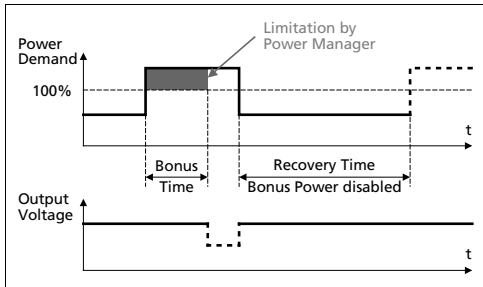 Limitation by
Power Manager
Power
Demand
100%
t
Bonus
Time
Recovery Time
Bonus Power disabled
Output
Voltage
t